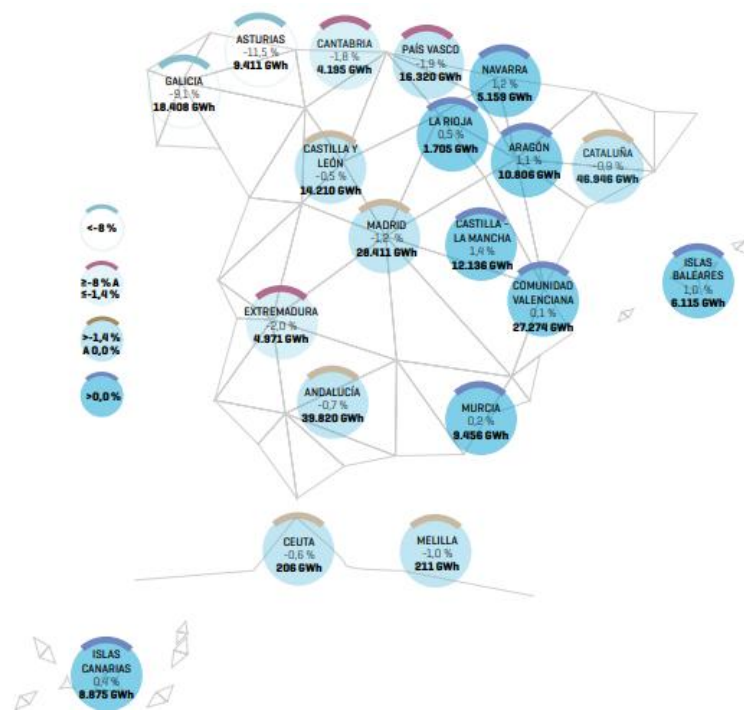 ASTURIAS
-11,5 %
9.411 GWh
CANTABRIA
-1,8 %
4.195 GWh
PAÍS VASCO
-1,9 %
16.320 GWh
NAVARRA
1,2 %
5.159 GWh
GALICIA
-9,1 %
18.408 GWh
LA RIOJA
0,5 %
1.705 GWh
ARAGÓN
1,1 %
10.806 GWh
CATALUÑA
-0,9 %
46.946 GWh
CASTILLA Y
LEÓN
-0,5 %
14.210 GWh
MADRID
-1,2 %
28.411 GWh
CASTILLA –
LA MANCHA
1,4 %
12.136 GWh
COMUNIDAD
VALENCIANA
0,1 %
27.274 GWh
ISLAS
BALEARES
1,0 %
6.115 GWh
<-8 %
≥-8 % A
≤-1,4 %
>-1,4 %
A 0,0 %
>0,0 %
EXTREMADURA
-2,0 %
4.971 GWh
ANDALUCÍA
-0,7 %
39.820 GWh
MURCIA
0,2 %
9.456 GWh
CEUTA
-0,6 %
206 GWh
MELILLA
-1,0 %
211 GWh
ISLAS
CANARIAS
0,4 %
8.875 GWh